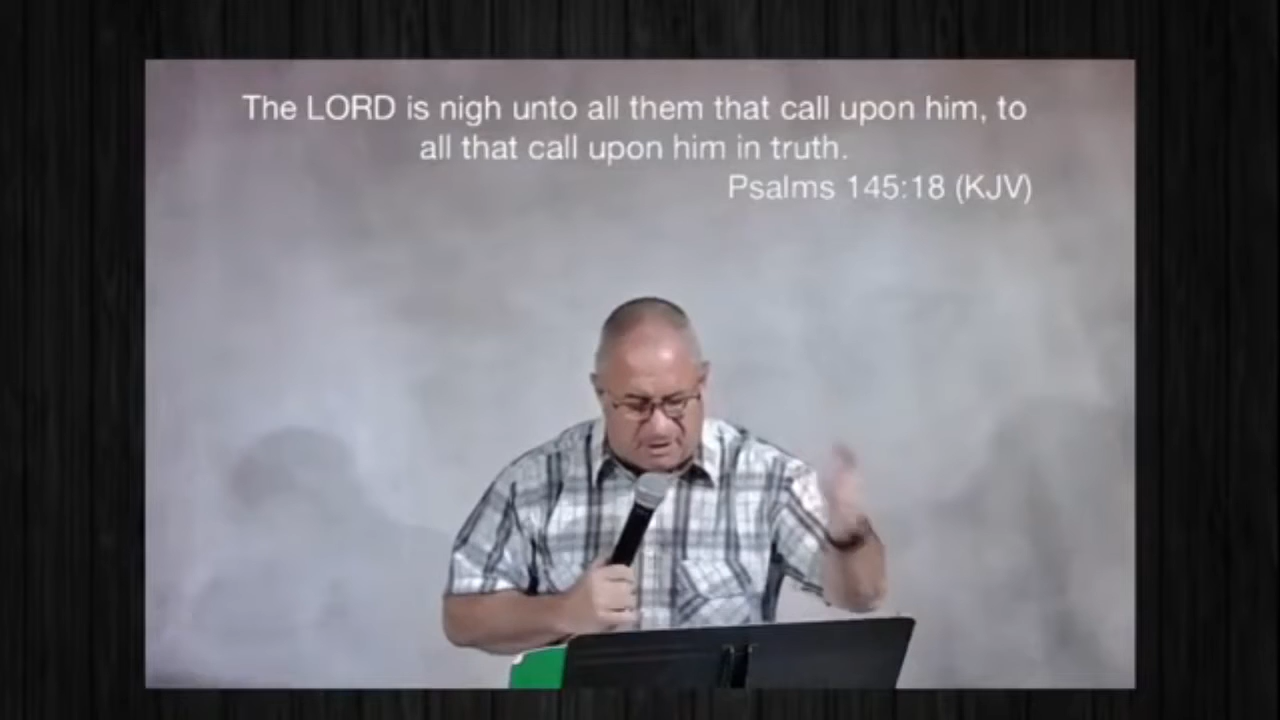 The LORD is nigh unto all them that call upon him, to
all that call upon him in truth.
Psalms 145:18 (KJV)